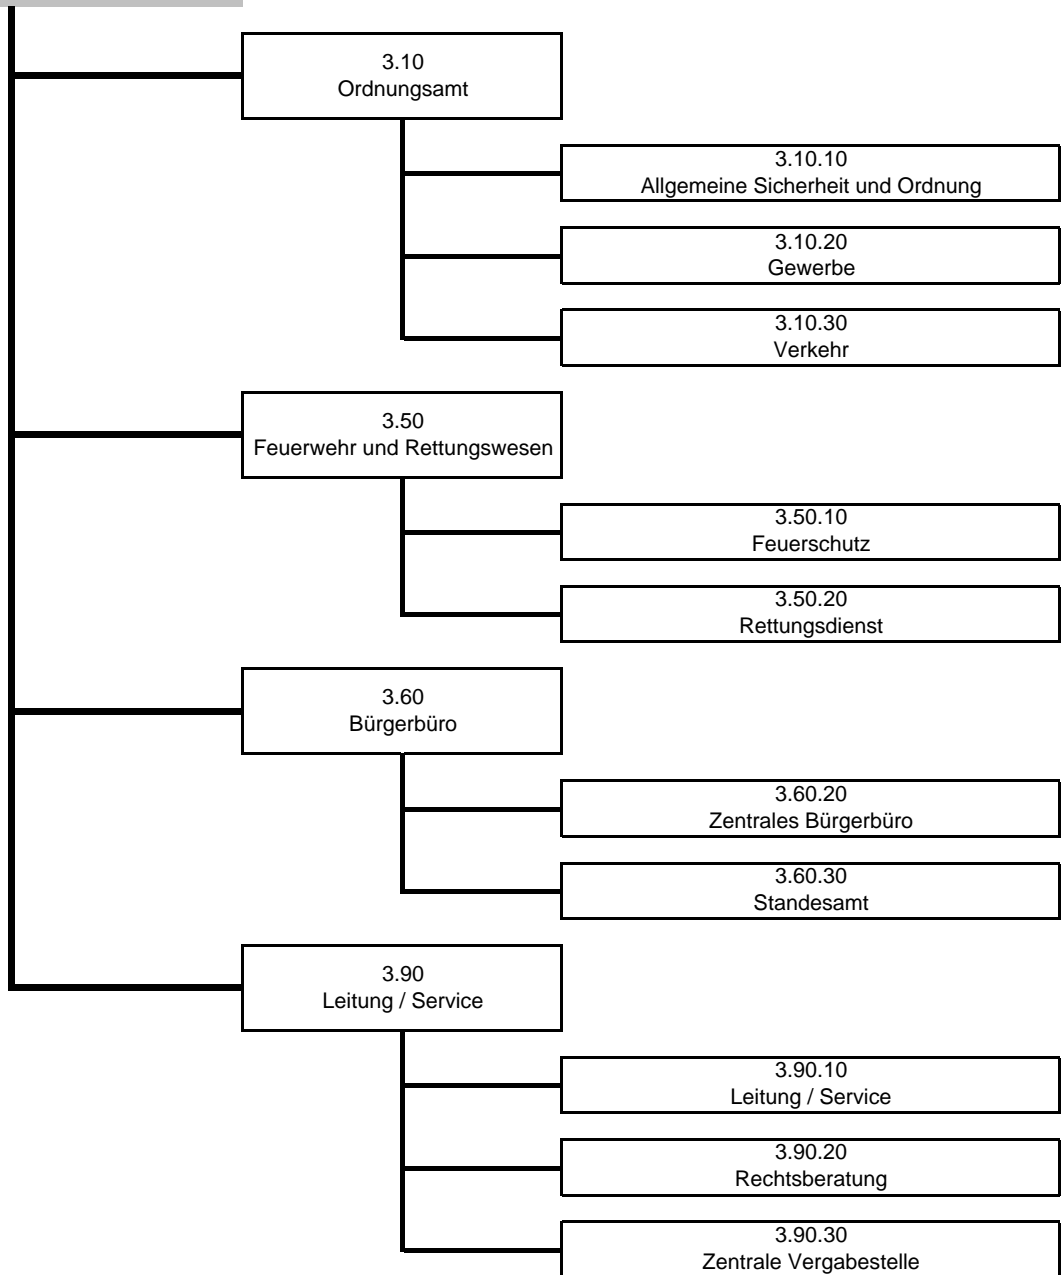 3.10
Ordnungsamt
3.10.10
Allgemeine Sicherheit und Ordnung
3.10.20
Gewerbe
3.10.30
Verkehr
3.50
Feuerwehr und Rettungswesen
3.50.10
Feuerschutz
3.50.20
Rettungsdienst
3.60
Bürgerbüro
3.60.20
Zentrales Bürgerbüro
3.60.30
Standesamt
3.90
Leitung / Service
3.90.10
Leitung / Service
3.90.20
Rechtsberatung
3.90.30
Zentrale Vergabestelle